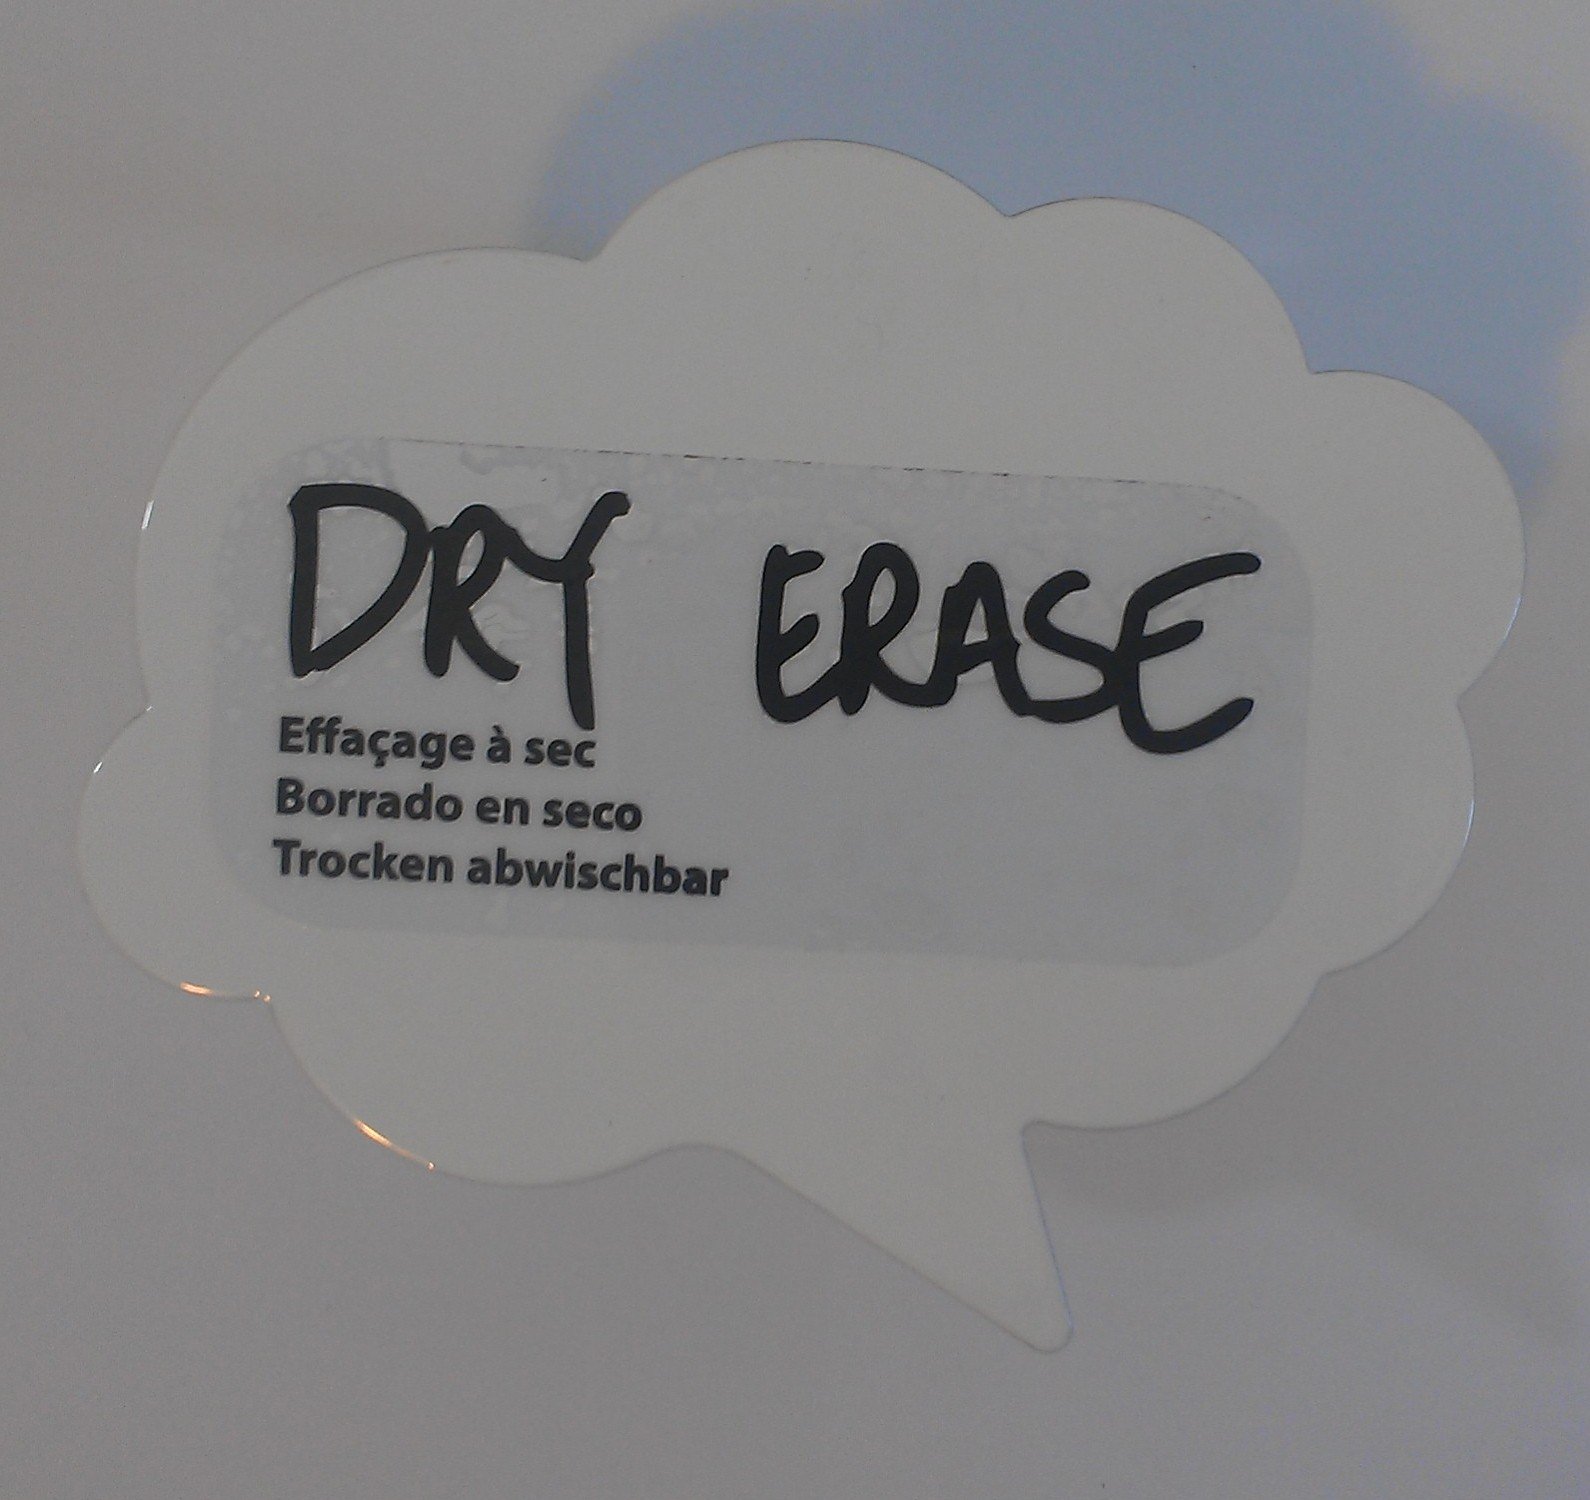 DRY ERASE
Effaçage à sec
Borrado en seco
Trocken abwischbar